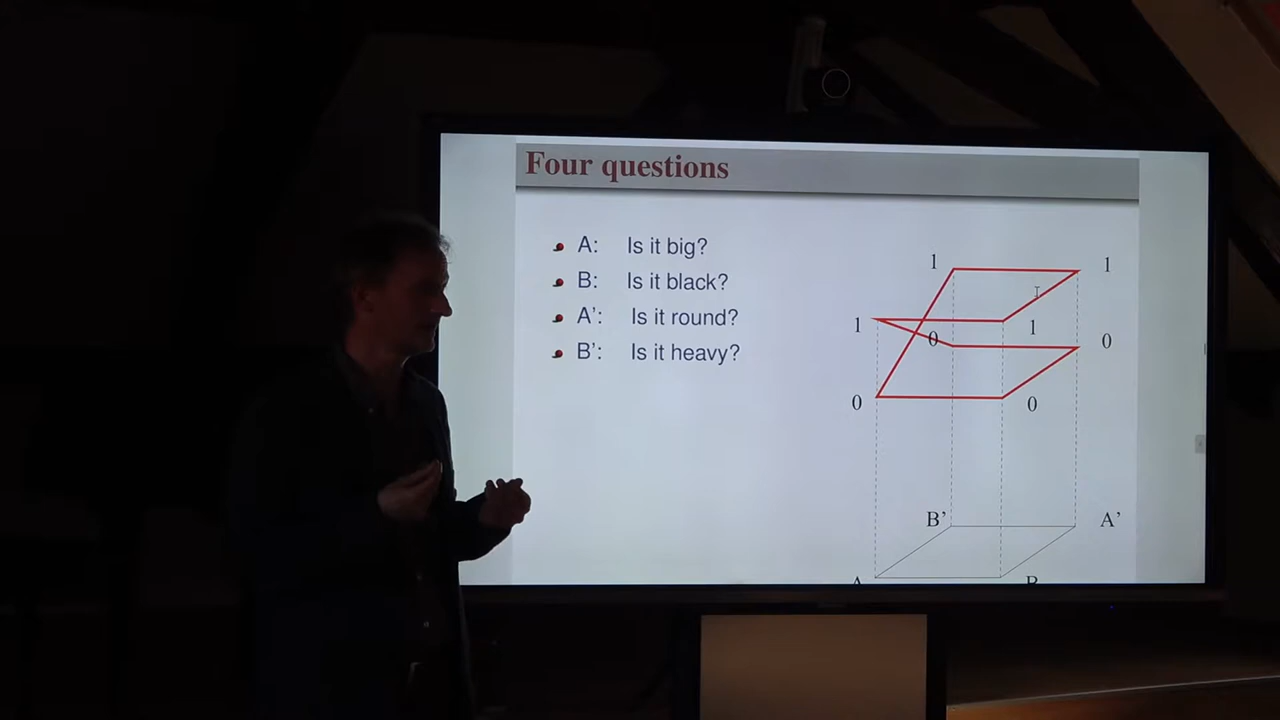 Four questions
A: Is it big?
B: Is it black?
A': Is it round?
B': Is it heavy?
1 1
1 0 1 0
0 0
B' A'
A B